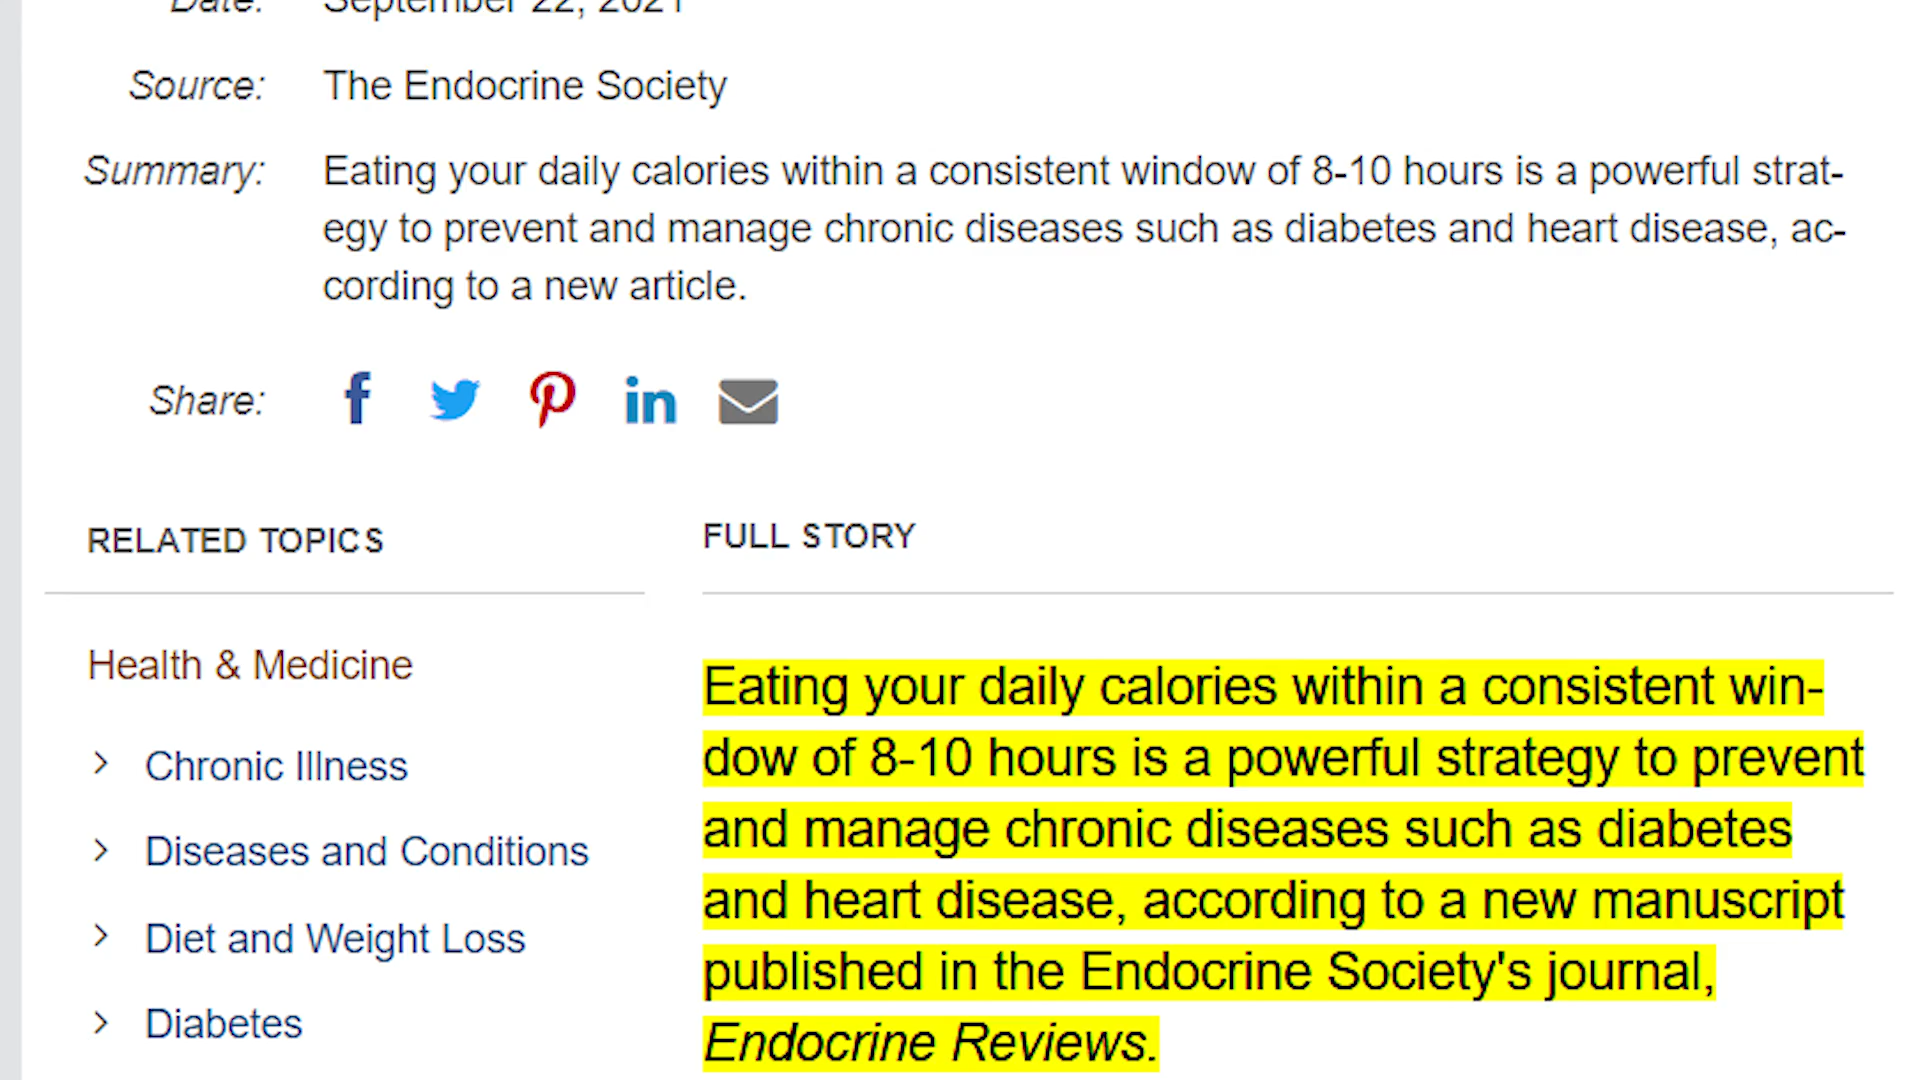 Date: September 22, 2021
Source: The Endocrine Society
Summary: Eating your daily calories within a consistent window of 8-10 hours is a powerful strat-
egy to prevent and manage chronic diseases such as diabetes and heart disease, ac-
cording to a new article.
Share:
RELATED TOPICS
Health & Medicine
Chronic Illness
Diseases and Conditions
Diet and Weight Loss
Diabetes
FULL STORY
Eating your daily calories within a consistent win-
dow of 8-10 hours is a powerful strategy to prevent
and manage chronic diseases such as diabetes
and heart disease, according to a new manuscript
published in the Endocrine Society's journal,
Endocrine Reviews.